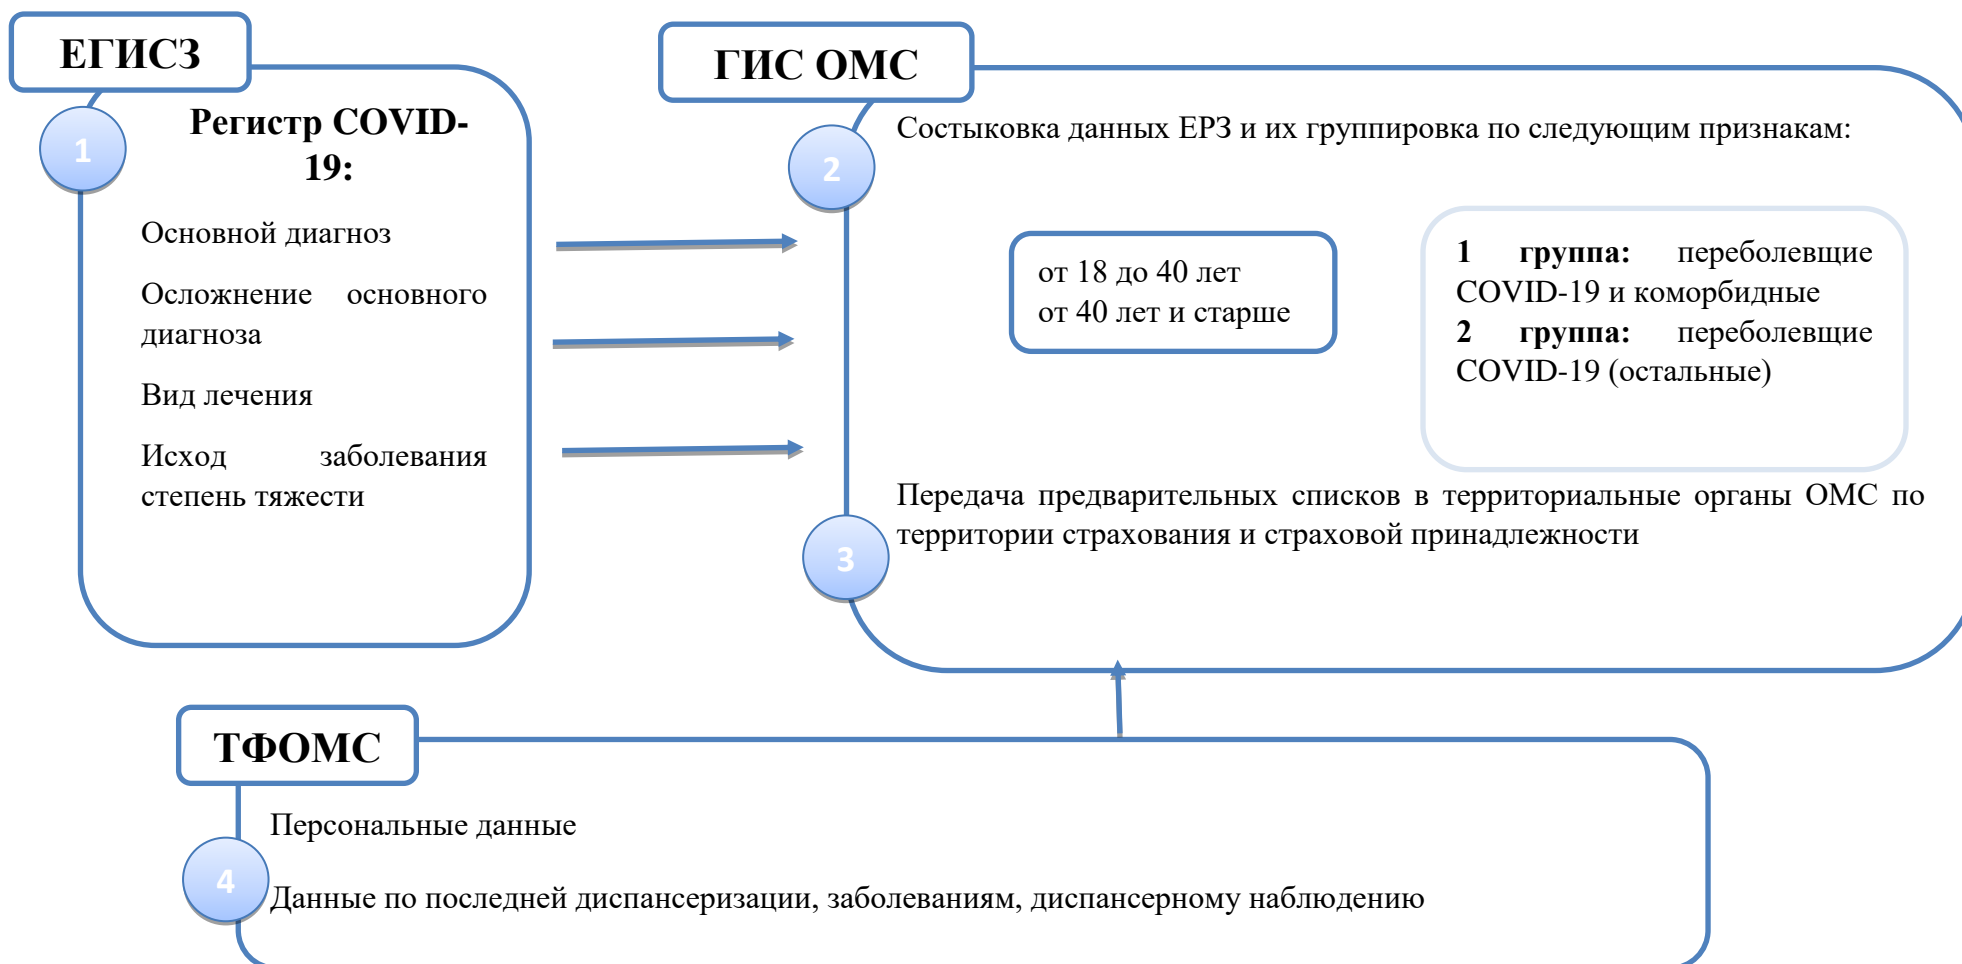 ЕГИСЗ
1
Регистр COVID-
19:
Основной диагноз
Осложнение основного
диагноза
Вид лечения
Исход заболевания
степень тяжести
ГИС ОМС
2
Состыковка данных ЕРЗ и их группировка по следующим признакам:
от 18 до 40 лет
от 40 лет и старше
1 группа: переболевщие
COVID-19 и коморбидные
2 группа: переболевщие
COVID-19 (остальные)
3
Передача предварительных списков в территориальные органы ОМС по
территории страхования и страховой принадлежности
ТФОМС
4
Персональные данные
Данные по последней диспансеризации, заболеваниям, диспансерному наблюдению